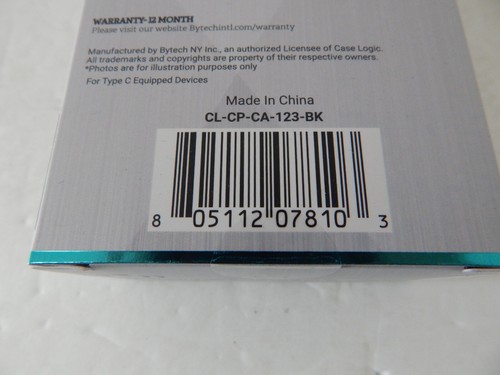 WARRANTY-12 MONTH
Please visit our website Bytechintl.com/warranty
Manufactured by Bytech NY Inc., an authorized Licensee of Case Logic.
All trademarks and copyrights are property of their respective owners.
*Photos are for illustration purposes only
For Type C Equipped Devices
Made In China
CL-CP-CA-123-BK
8 05112 07810 3